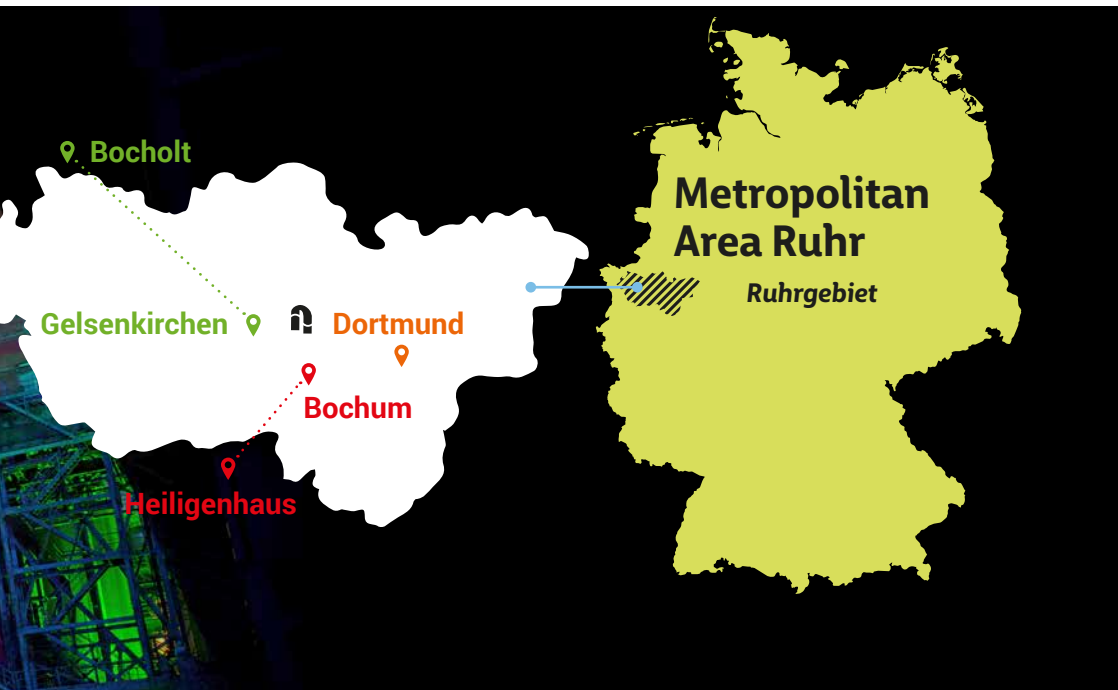 Bocholt
Metropolitan
Area Ruhr
Ruhrgebiet
Gelsenkirchen
Dortmund
Bochum
Heiligenhaus